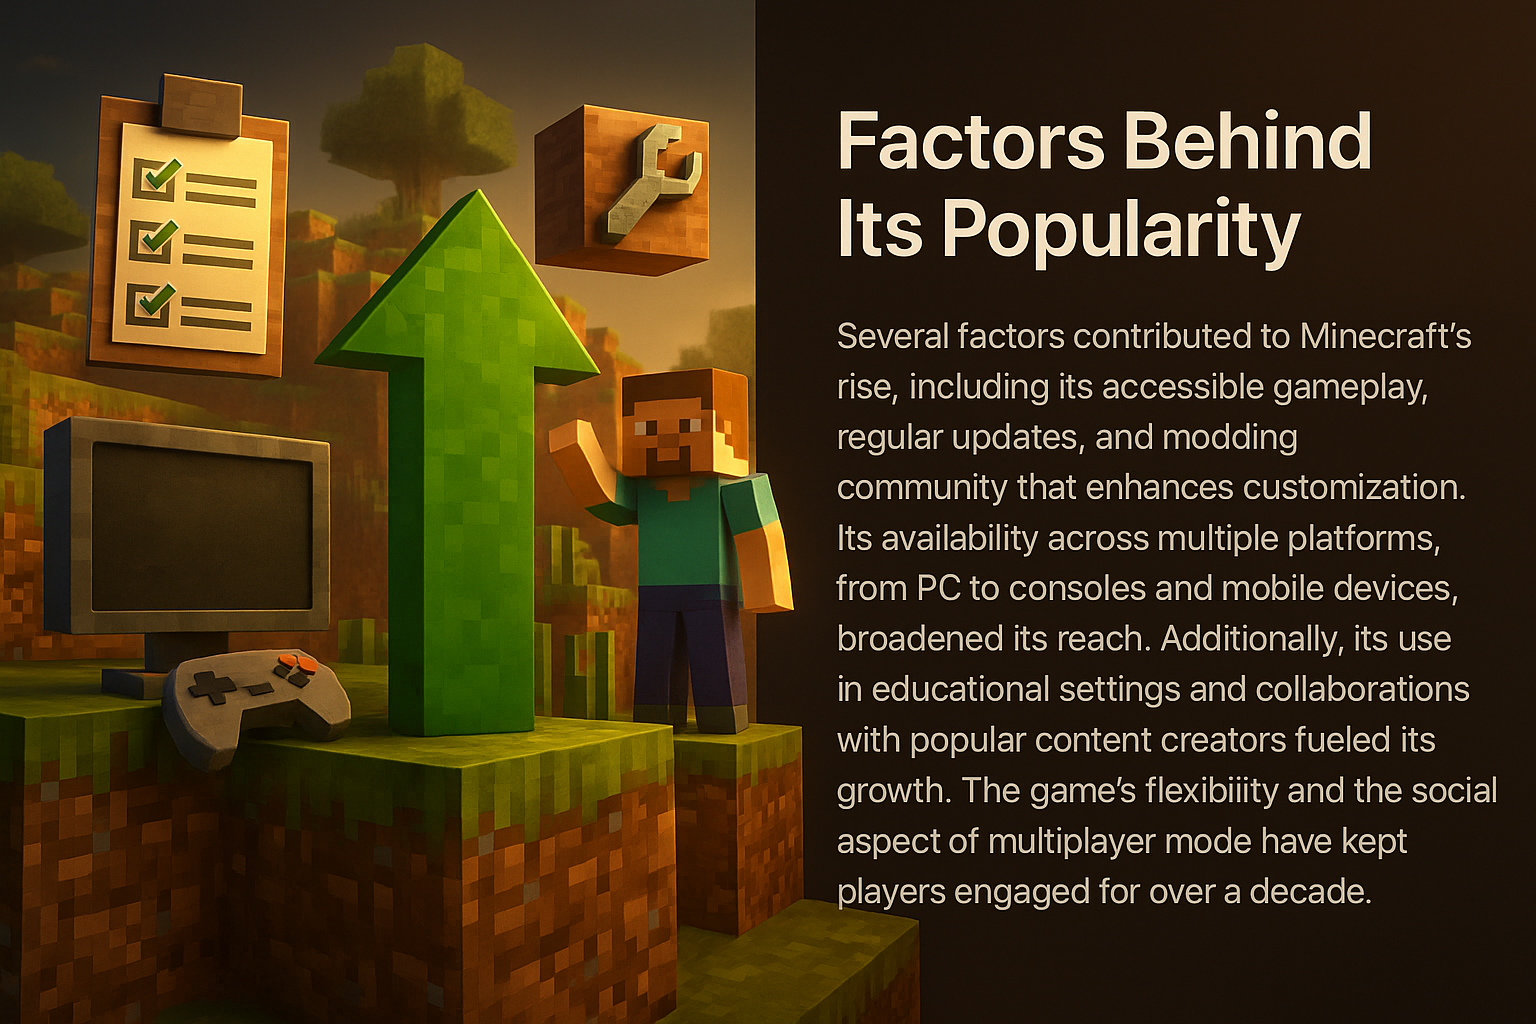 Factors Behind
Its Popularity
Several factors contributed to Minecraft’s
rise, including its accessible gameplay,
regular updates, and modding
community that enhances customization.
Its availability across multiple platforms,
from PC to consoles and mobile devices,
broadened its reach. Additionally, its use
in educational settings and collaborations
with popular content creators fueled its
growth. The game’s flexibiiity and the social
aspect of multiplayer mode have kept
players engaged for over a decade.